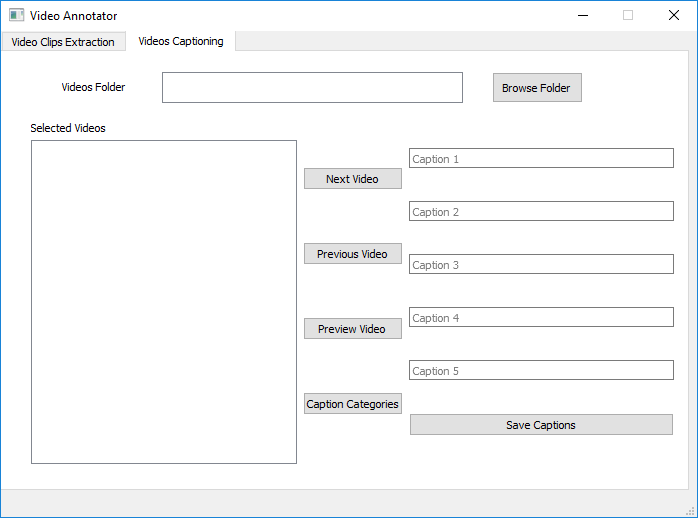 Video Annotator
Video Clips Extraction
Videos Captioning
Videos Folder
Browse Folder
Selected Videos
Next Video
Previous Video
Preview Video
Caption Categories
Caption 1
Caption 2
Caption 3
Caption 4
Caption 5
Save Captions